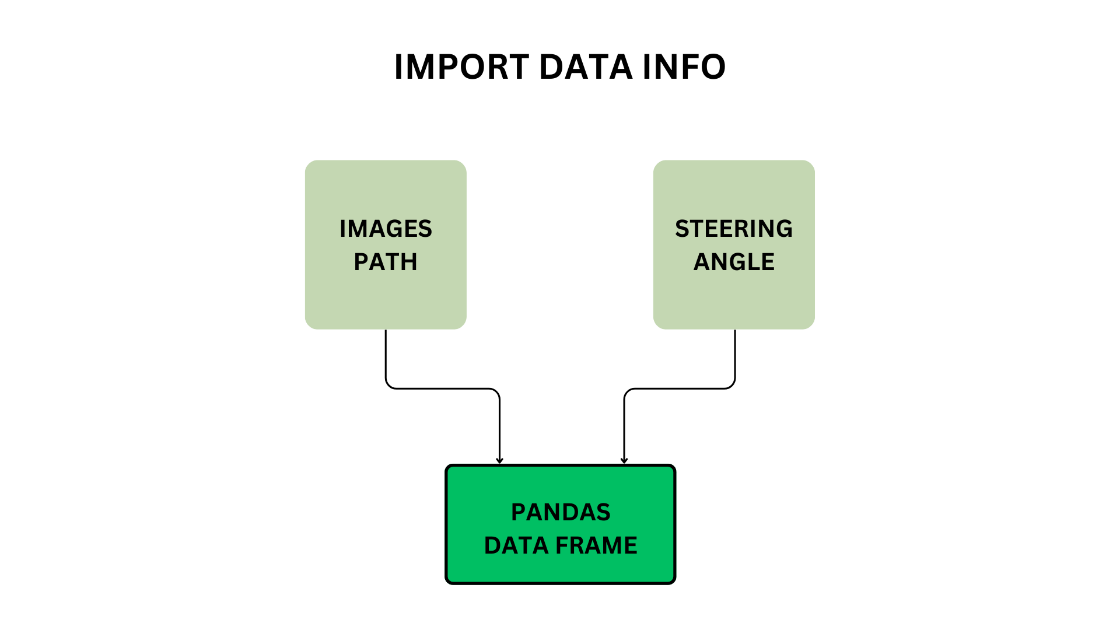 IMPORT DATA INFO
IMAGES
PATH
STEERING
ANGLE
PANDAS
DATA FRAME